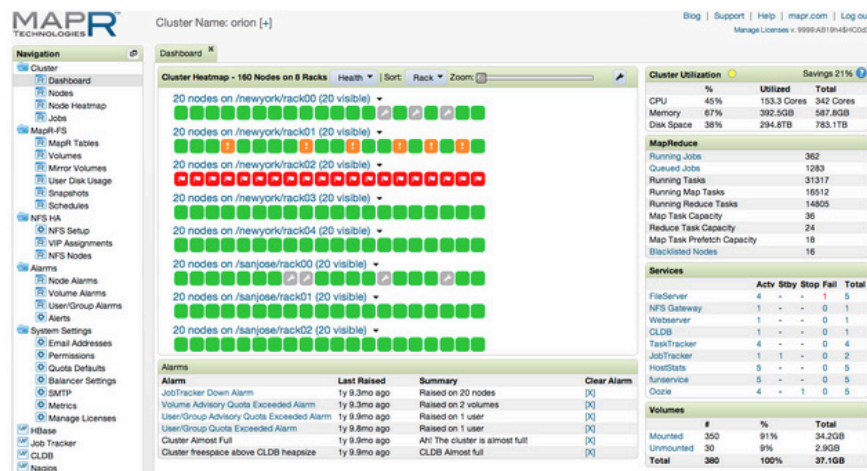 MAPR
TECHNOLOGIES
Cluster Name: orion [+]
Blog | Support | Help | mapr.com | Log ou
Manage Licenses v.
Navigation
Cluster
Dashboard
Nodes
Node Heatmap
Jobs
MapR-FS
MapR Tables
Volumes
Mirror Volumes
User Disk Usage
Snapshots
Schedules
NFS HA
NFS Setup
VIP Assignments
NFS Nodes
Alarms
Node Alarms
Volume Alarms
User/Group Alarms
Alerts
System Settings
Email Addresses
Permissions
Quota Defaults
Balancer Settings
SMTP
Metrics
Manage Licenses
HBase
Job Tracker
CLDB
Nagios
Dashboard
Cluster Heatmap - 160 Nodes on 8 Racks Health Sort: Rack Zoom:
20 nodes on /newyork/rack00 (20 visible)
20 nodes on /newyork/rack01 (20 visible)
20 nodes on /newyork/rack02 (20 visible)
20 nodes on /newyork/rack03 (20 visible)
20 nodes on /newyork/rack04 (20 visible)
20 nodes on /sanjose/rack00 (20 visible)
20 nodes on /sanjose/rack01 (20 visible)
20 nodes on /sanjose/rack02 (20 visible)
Alarms
Alarm Last Raised Summary Clear Alarm
JobTracker Down Alarm 1y 9.3mo ago Raised on 20 nodes [X]
Volume Advisory Quota Exceeded Alarm 1y 9.3mo ago Raised on 2 volumes [X]
User/Group Advisory Quota Exceeded Alarm 1y 9.9mo ago Raised on 1 user [X]
User/Group Quota Exceeded Alarm 1y 9.8mo ago Raised on 1 user [X]
Cluster Almost Full 1y 9.9mo ago Ah! The cluster is almost full! [X]
Cluster freespace above CLDB heapsize 1y 9.9mo ago CLDB Almost full [X]
Cluster Utilization Savings 21% ?
% Utilized Total
CPU 45% 153.3 Cores 342 Cores
Memory 67% 392.5GB 587.8GB
Disk Space 38% 294.8TB 783.1TB
MapReduce
Running Jobs 362
Queued Jobs 1283
Running Tasks 31317
Running Map Tasks 16512
Running Reduce Tasks 14805
Map Task Capacity 36
Reduce Task Capacity 24
Map Task Prefetch Capacity 18
Blacklisted Nodes 16
Services
Actv Stby Stop Fail Total
FileServer 4 - - 1 5
NFS Gateway 1 - - 0 1
Webserver 1 - - 0 1
CLDB 1 - - 0 1
TaskTracker 4 - - 0 4
JobTracker 1 1 - 0 2
HostStats 5 - - 0 5
funservice 5 - - 0 5
Oozie 4 - 1 0 5
Volumes
# % Total
Mounted 350 91% 34.2GB
Unmounted 30 9% 2.9GB
Total 380 100% 37.1GB